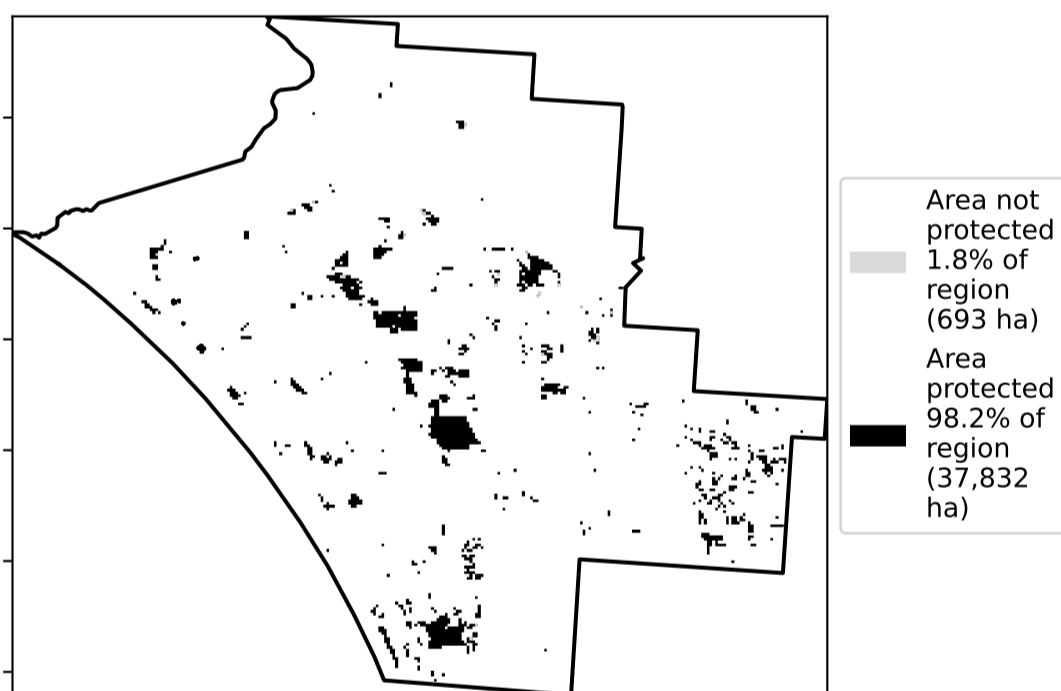 Area not
protected
1.8% of
region
(693 ha)
Area
protected
98.2% of
region
(37,832
ha)